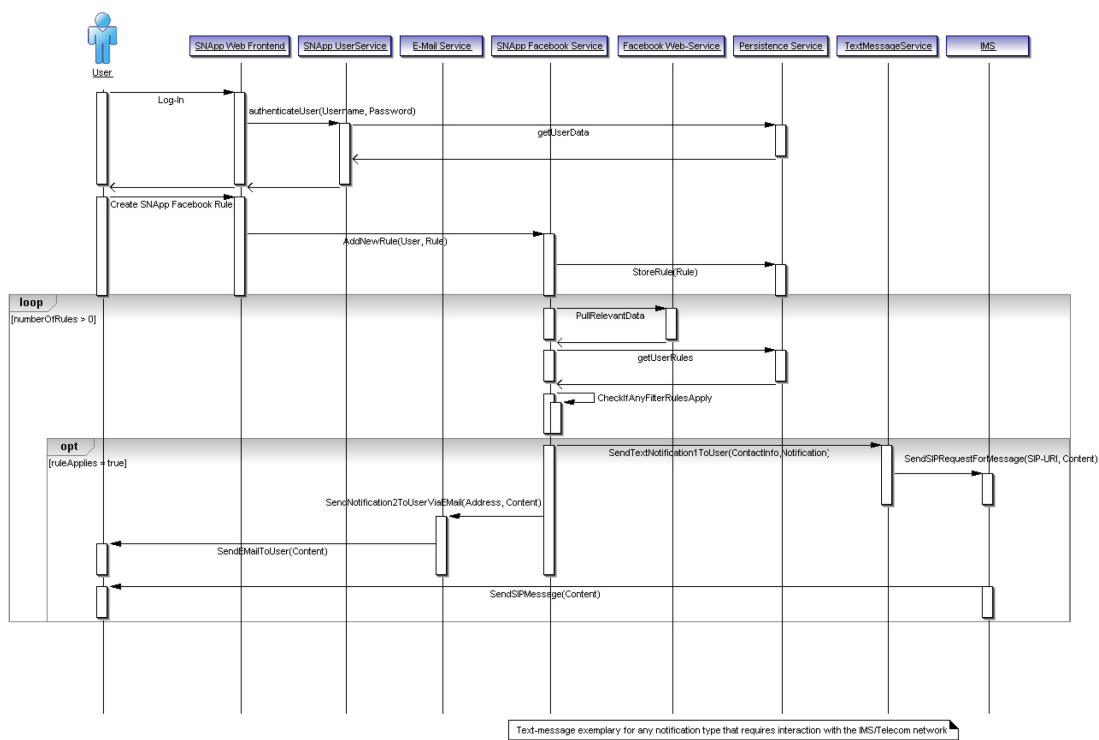 SNApp Web Frontend
SNApp UserService
E-Mail Service
SNApp Facebook Service
Facebook Web-Service
Persistence Service
TextMessageService
IMS
User
Log-In
authenticateUser(Username, Password)
getUserData
Create SNApp Facebook Rule
AddNewRule(User, Rule)
StoreRule(Rule)
loop
[numberOfRules > 0]
PullRelevantData
getUserRules
CheckIfAnyFilterRulesApply
opt
[ruleApplies = true]
SendTextNotification1ToUser(ContactInfo,Notification)
SendSIPRequestForMessage(SIP-URI, Content)
SendNotification2ToUserViaEMail(Address, Content)
SendEMailToUser(Content)
SendSIPMessage(Content)
Text-message exemplary for any notification type that requires interaction with the IMS/Telecom network